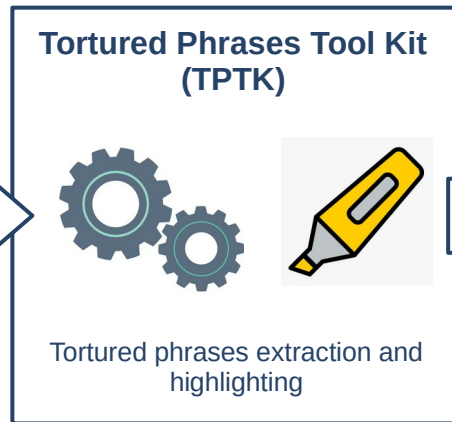 Tortured Phrases Tool Kit
(TPTK)
Tortured phrases extraction and
highlighting